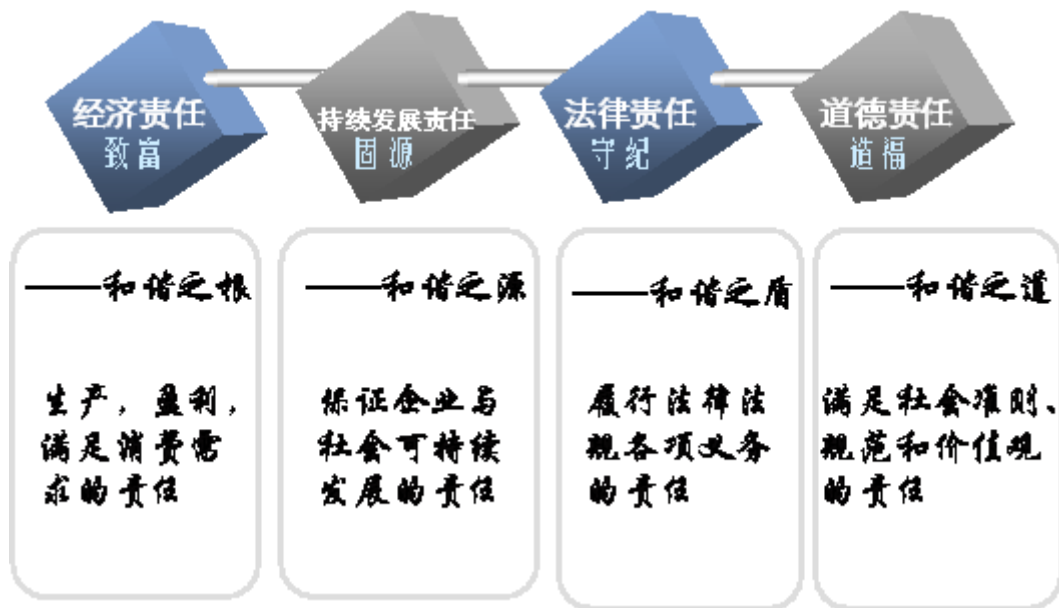 经济责任
致富
持续发展责任
固源
法律责任
守纪
道德责任
造福
——和谐之根
生产，盈利，
满足消费需
求的责任
——和谐之源
保证企业与
社会可持续
发展的责任
——和谐之盾
履行法律法
规各项义务
的责任
——和谐之道
满足社会准则、
规范和价值观
的责任